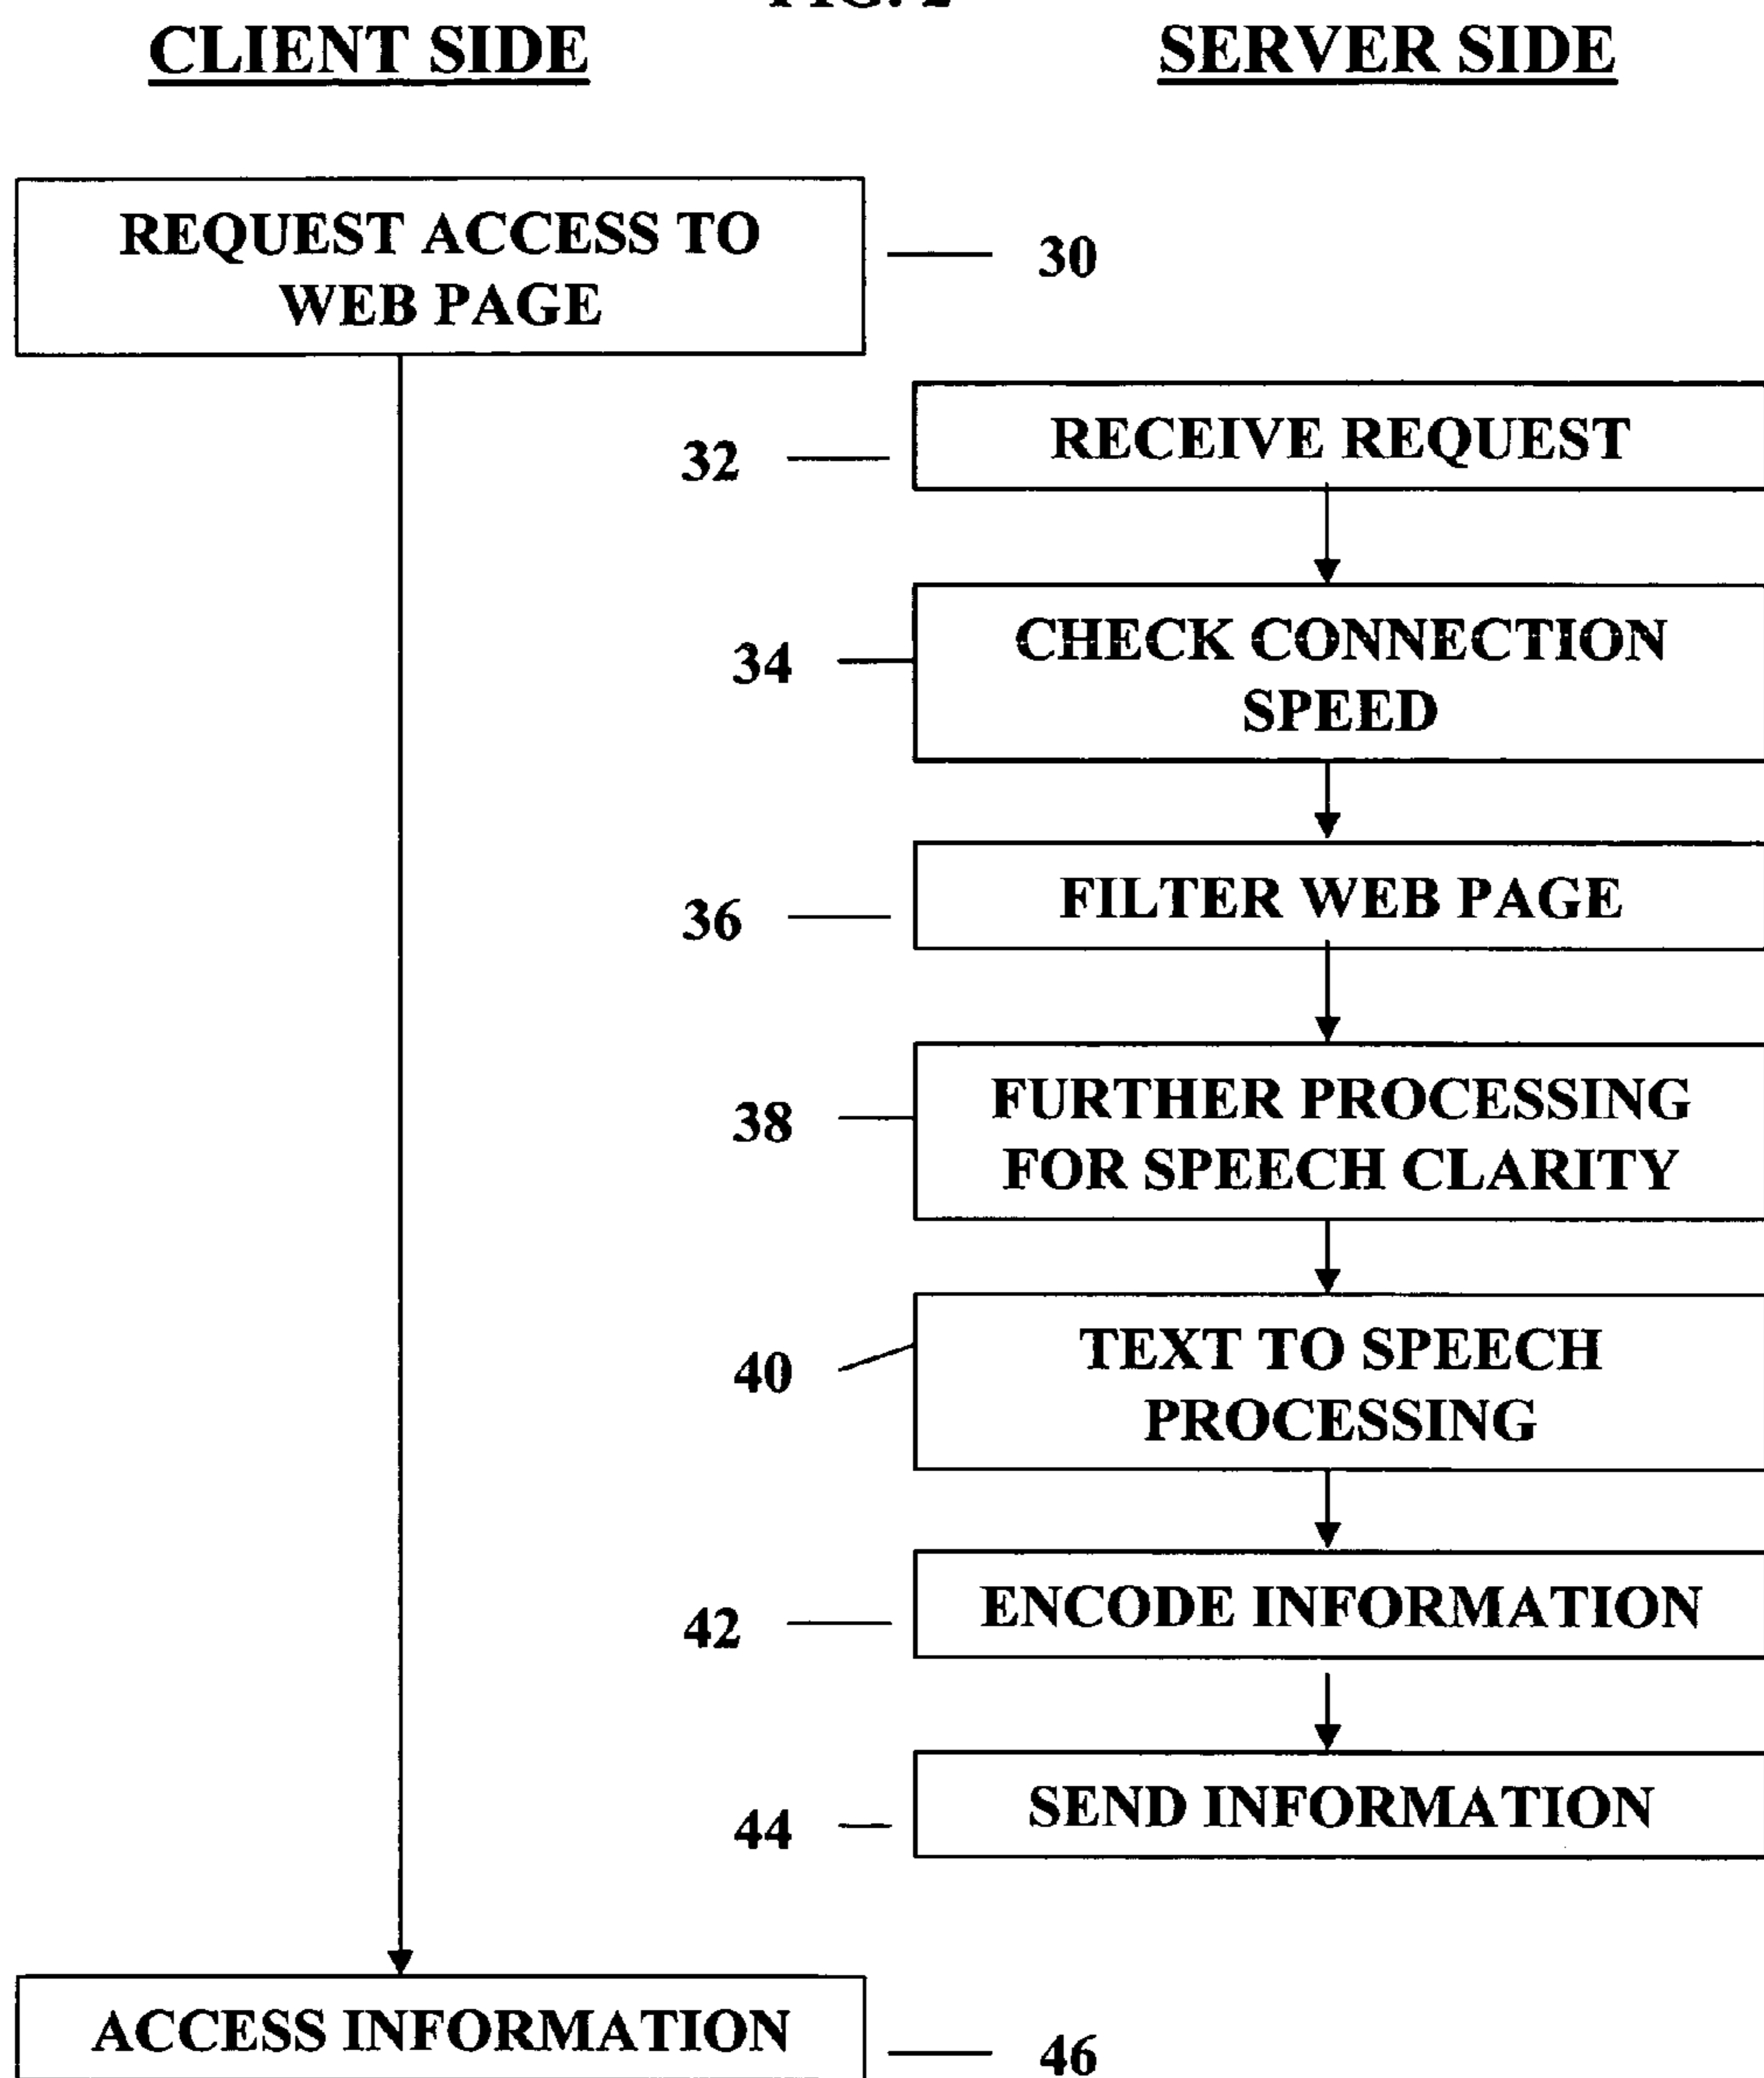 FIG. 2
CLIENT SIDE
SERVER SIDE
REQUEST ACCESS TO
WEB PAGE
30
32
RECEIVE REQUEST
34
CHECK CONNECTION
SPEED
36
FILTER WEB PAGE
38
FURTHER PROCESSING
FOR SPEECH CLARITY
40
TEXT TO SPEECH
PROCESSING
42
ENCODE INFORMATION
44
SEND INFORMATION
ACCESS INFORMATION
46